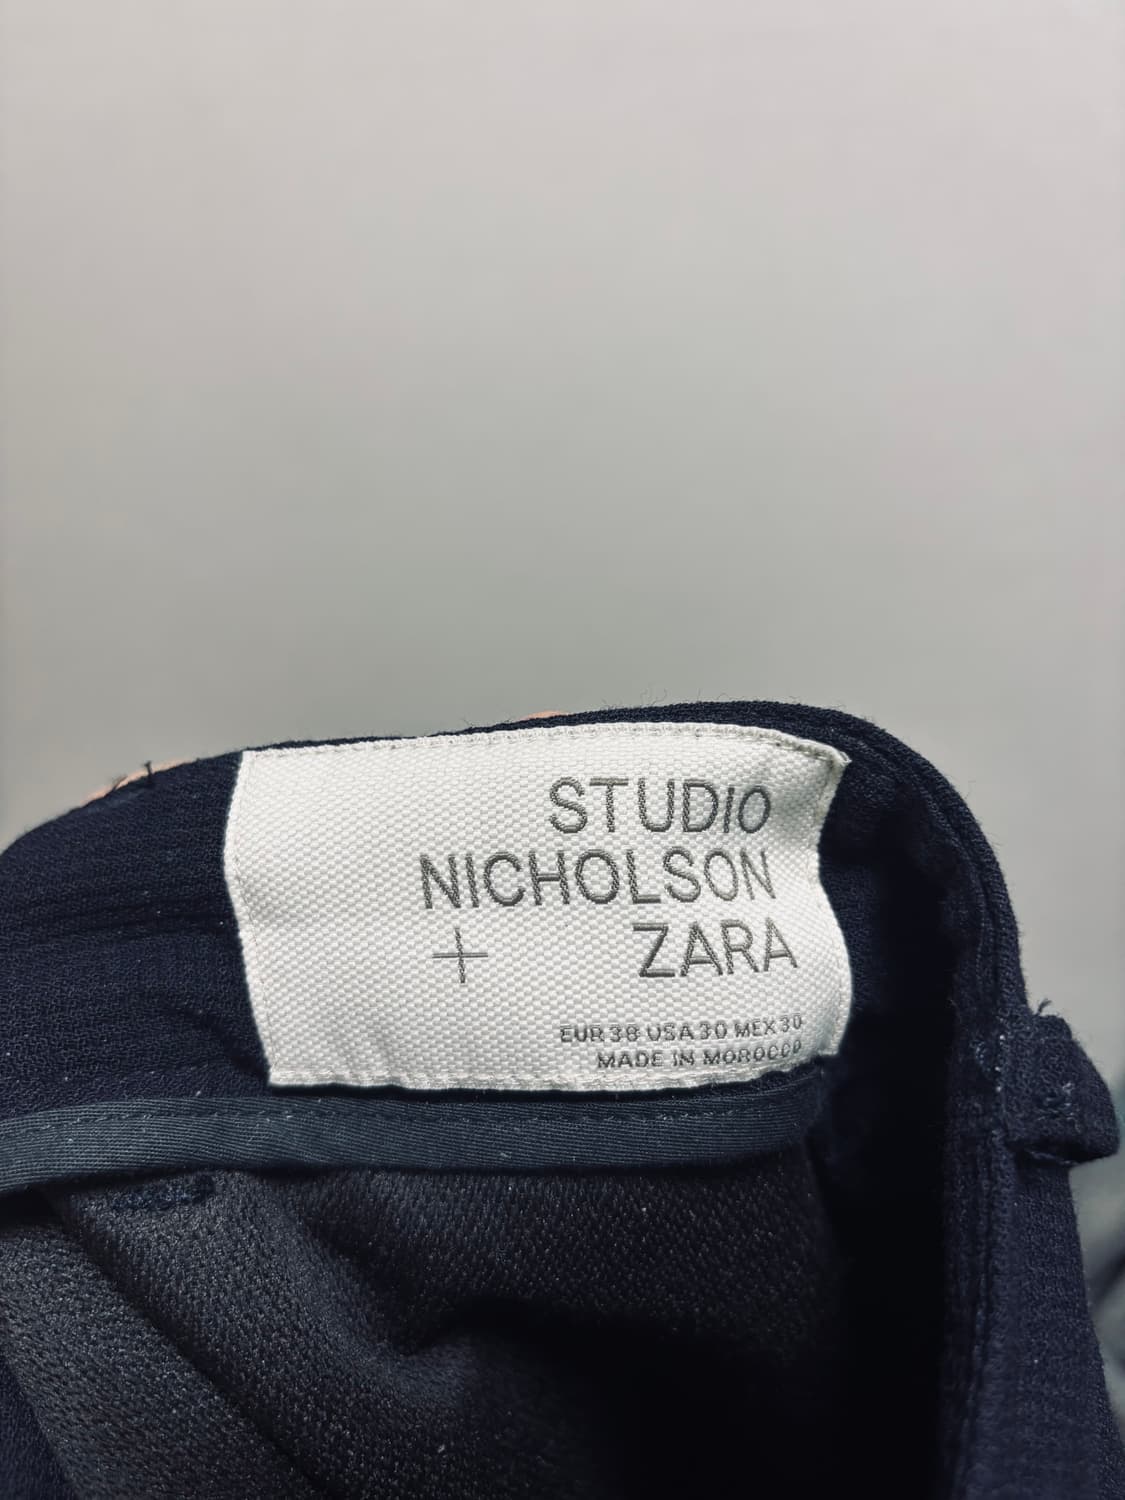 STUDIO
NICHOLSON
+ ZARA
EUR 38 USA 30 MEX 30
MADE IN MOROCCO